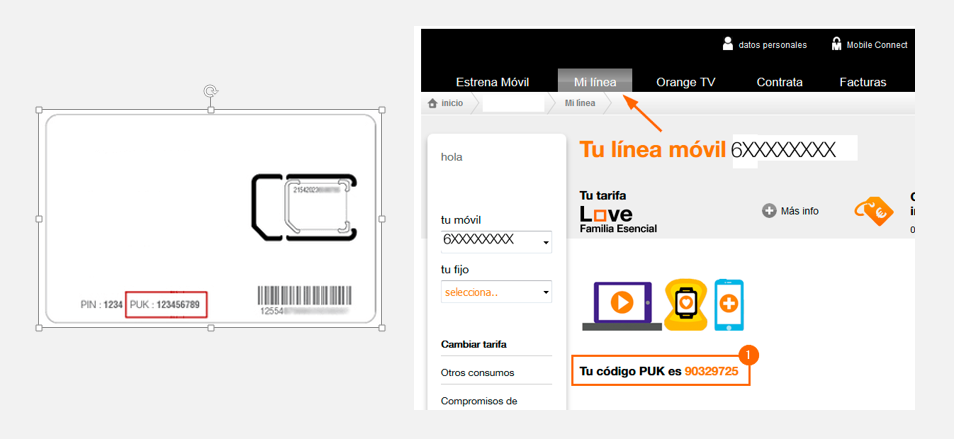 21542023
PIN : 1234 PUK : 123456789
12554
datos personales
Mobile Connect
Estrena Móvil
Mi línea
Orange TV
Contrata
Facturas
inicio
Mi línea
hola
tu móvil
6XXXXXXXX
tu fijo
selecciona..
Cambiar tarifa
Otros consumos
Compromisos de
Tu línea móvil 6XXXXXXXX
Tu tarifa
Love
Familia Esencial
Más info
1
Tu código PUK es 90329725